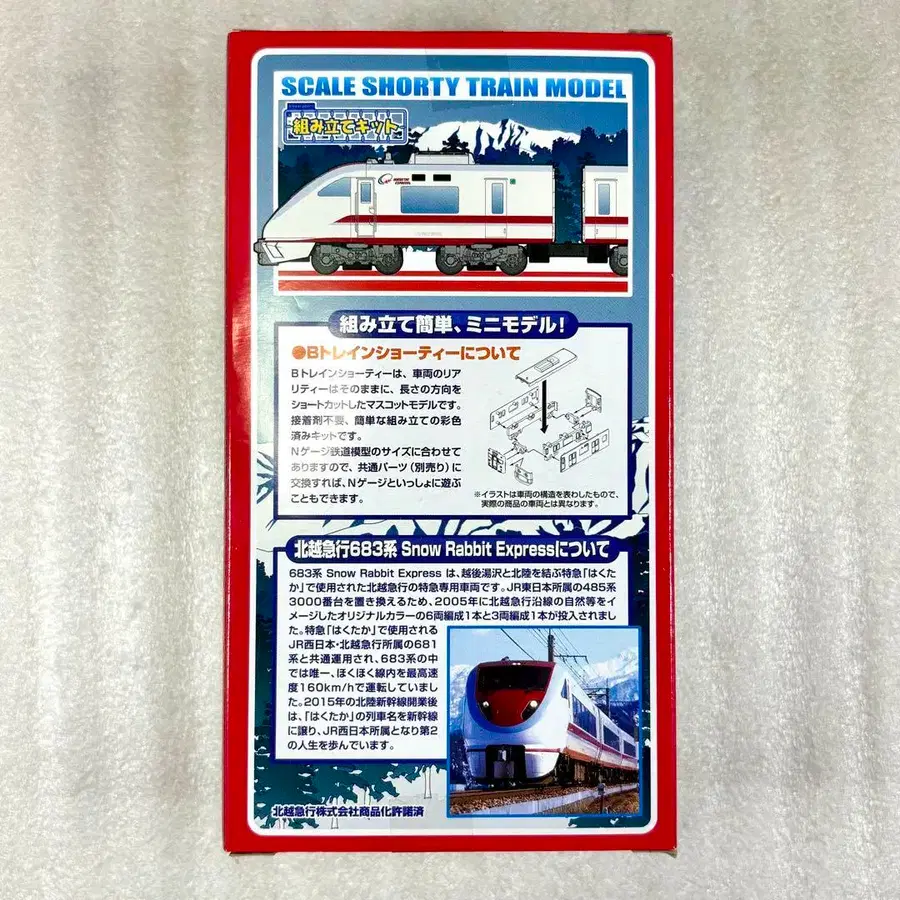 SCALE SHORTY TRAIN MODEL
組み立てキット
組み立て簡単、ミニモデル!
Bトレインショーティーについて
Bトレインショーティーは、車両のリア
リティーはそのままに、長さの方向を
ショートカットしたマスコットモデルです。
接着剤不要、簡単な組み立ての彩色
済みキットです。
Nゲージ鉄道模型のサイズに合わせて
ありますので、共通パーツ(別売り)に
交換すれば、Nゲージといっしょに遊ぶ
こともできます。
※イラストは車両の構造を表わしたもので、
実際の商品の車両とは異なります。
北越急行683系 Snow Rabbit Expressについて
683系 Snow Rabbit Express は、越後湯沢と北陸を結ぶ特急「はくた
か」で使用された北越急行の特急専用車両です。JR東日本所属の485系
3000番台を置き換えるため、2005年に北越急行沿線の自然等をイ
メージしたオリジナルカラーの6両編成1本と3両編成1本が投入されまし
た。特急「はくたか」で使用される
JR西日本・北越急行所属の681
系と共通運用され、683系の中
では唯一、ほくほく線内を最高速
度160km/hで運転していまし
た。2015年の北陸新幹線開業後
は、「はくたか」の列車名を新幹線
に譲り、JR西日本所属となり第2
の人生を歩んでいます。
北越急行株式会社商品化許諾済